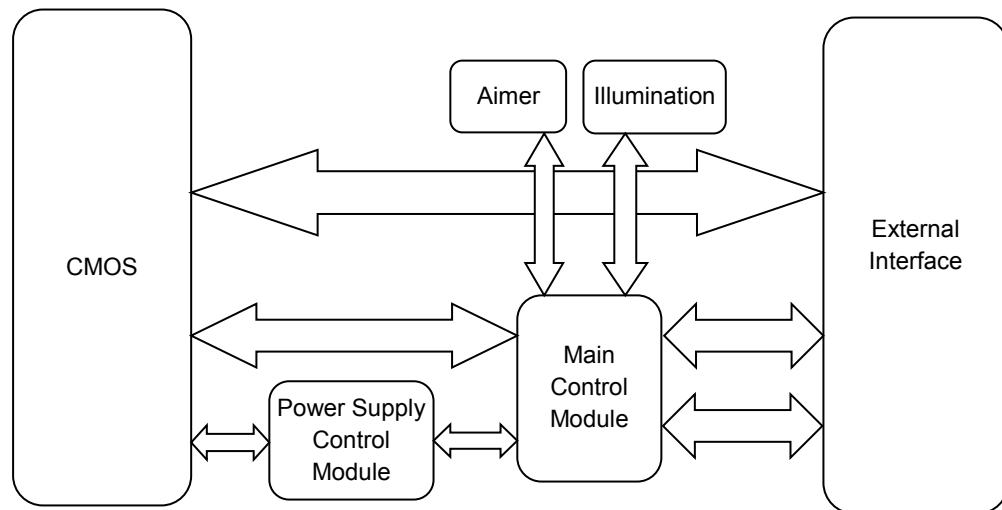 Aimer
Illumination
CMOS
External
Interface
Main
Control
Module
Power Supply
Control
Module